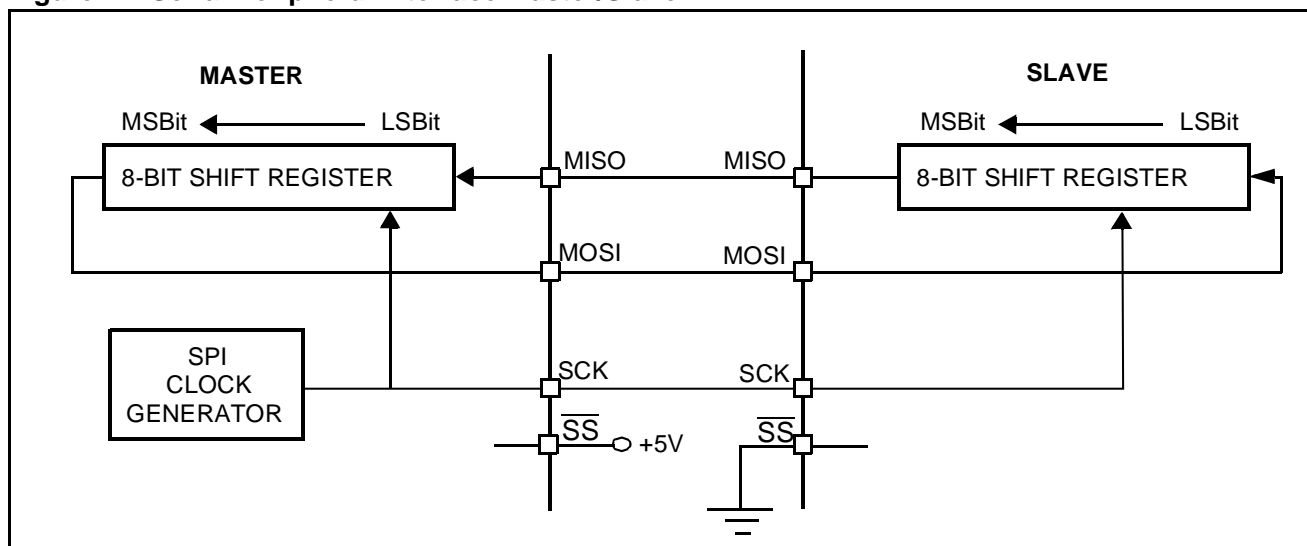 MASTER
SLAVE
MSBit LSBit
MSBit LSBit
8-BIT SHIFT REGISTER
MISO
MISO
8-BIT SHIFT REGISTER
MOSI
MOSI
SPI
CLOCK
GENERATOR
SCK
SCK
SS
+5V
SS